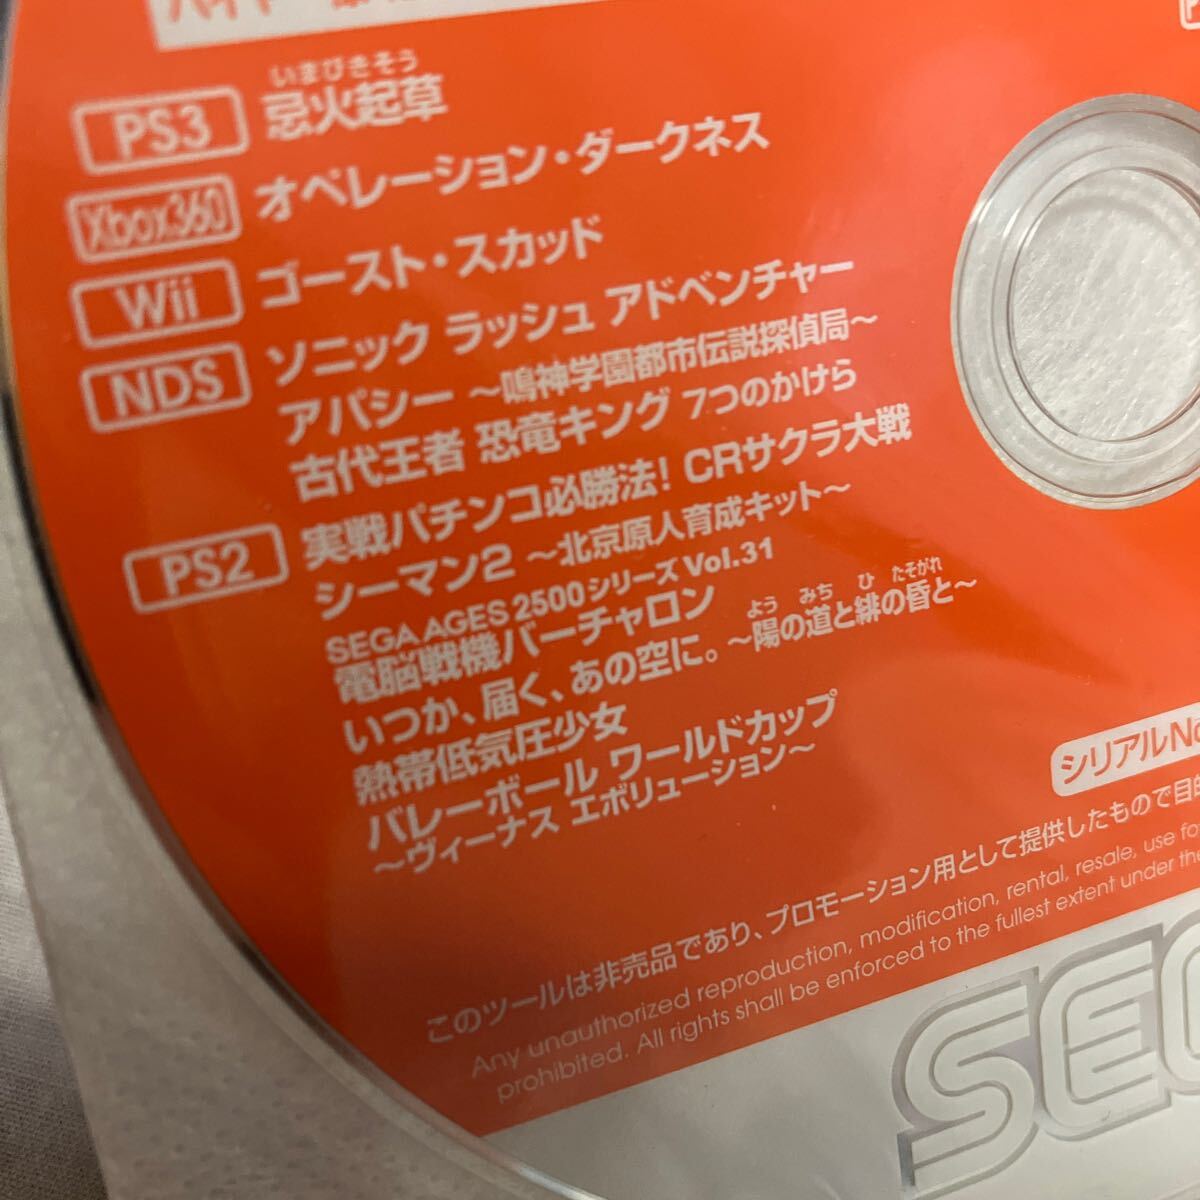 PS3 忌火起草
いまびきそう
Xbox360 オペレーション・ダークネス
Wii ゴースト・スカッド
NDS ソニック ラッシュ アドベンチャー
アパシー ～鳴神学園都市伝説探偵局～
古代王者 恐竜キング 7つのかけら
PS2 実戦パチンコ必勝法! CRサクラ大戦
シーマン2 ～北京原人育成キット～
SEGA AGES 2500シリーズ Vol.31
電脳戦機バーチャロン
よう みち ひ たそがれ
いつか、届く、あの空に。～陽の道と緋の昏と～
熱帯低気圧少女
バレーボール ワールドカップ
～ヴィーナス エボリューション～
シリアルNo
このツールは非売品であり、プロモーション用として提供したもので目的
Any unauthorized reproduction, modification, rental, resale, use fo
prohibited. All rights shall be enforced to the fullest extent under the
SEG